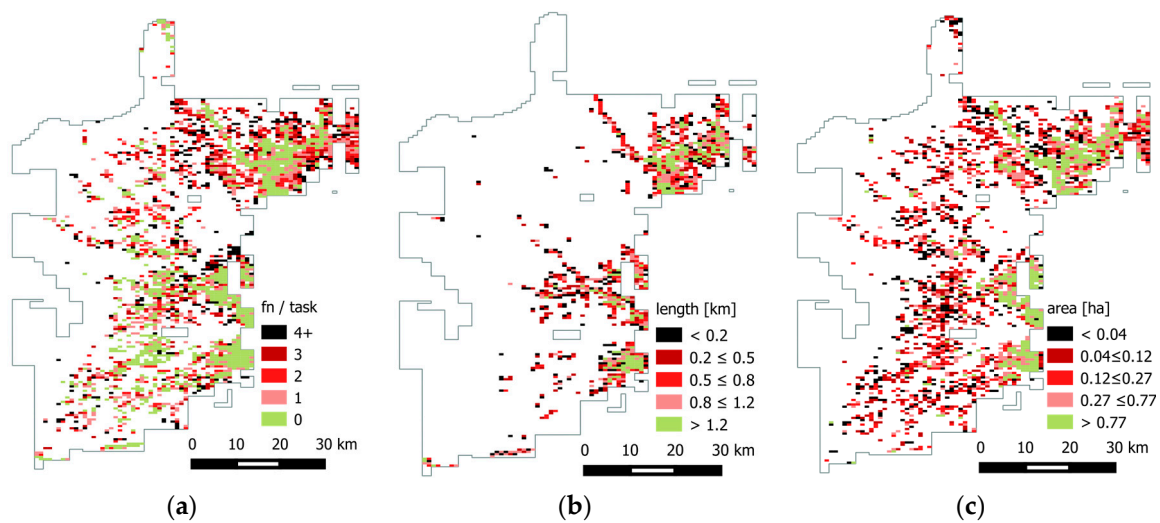 fn / task
4+
3
2
1
0
0 10 20 30 km
(a)
length [km]
< 0.2
0.2 ≤ 0.5
0.5 ≤ 0.8
0.8 ≤ 1.2
> 1.2
0 10 20 30 km
(b)
area [ha]
< 0.04
0.04≤0.12
0.12≤0.27
0.27 ≤0.77
> 0.77
0 10 20 30 km
(c)